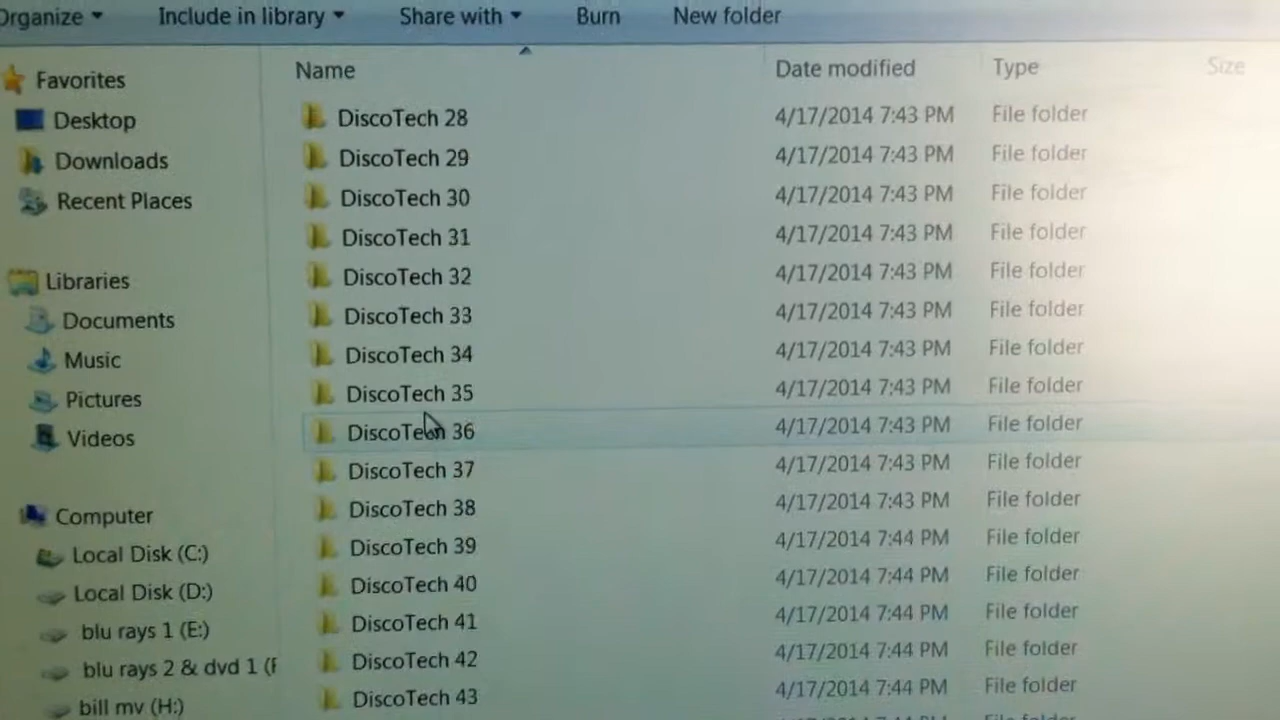 Organize Include in library Share with Burn New folder
Name Date modified Type Size
Favorites
Desktop
Downloads
Recent Places
Libraries
Documents
Music
Pictures
Videos
Computer
Local Disk (C:)
Local Disk (D:)
blu rays 1 (E:)
blu rays 2 & dvd 1 (F
bill mv (H:)
DiscoTech 28 4/17/2014 7:43 PM File folder
DiscoTech 29 4/17/2014 7:43 PM File folder
DiscoTech 30 4/17/2014 7:43 PM File folder
DiscoTech 31 4/17/2014 7:43 PM File folder
DiscoTech 32 4/17/2014 7:43 PM File folder
DiscoTech 33 4/17/2014 7:43 PM File folder
DiscoTech 34 4/17/2014 7:43 PM File folder
DiscoTech 35 4/17/2014 7:43 PM File folder
DiscoTech 36 4/17/2014 7:43 PM File folder
DiscoTech 37 4/17/2014 7:43 PM File folder
DiscoTech 38 4/17/2014 7:43 PM File folder
DiscoTech 39 4/17/2014 7:44 PM File folder
DiscoTech 40 4/17/2014 7:44 PM File folder
DiscoTech 41 4/17/2014 7:44 PM File folder
DiscoTech 42 4/17/2014 7:44 PM File folder
DiscoTech 43 4/17/2014 7:44 PM File folder